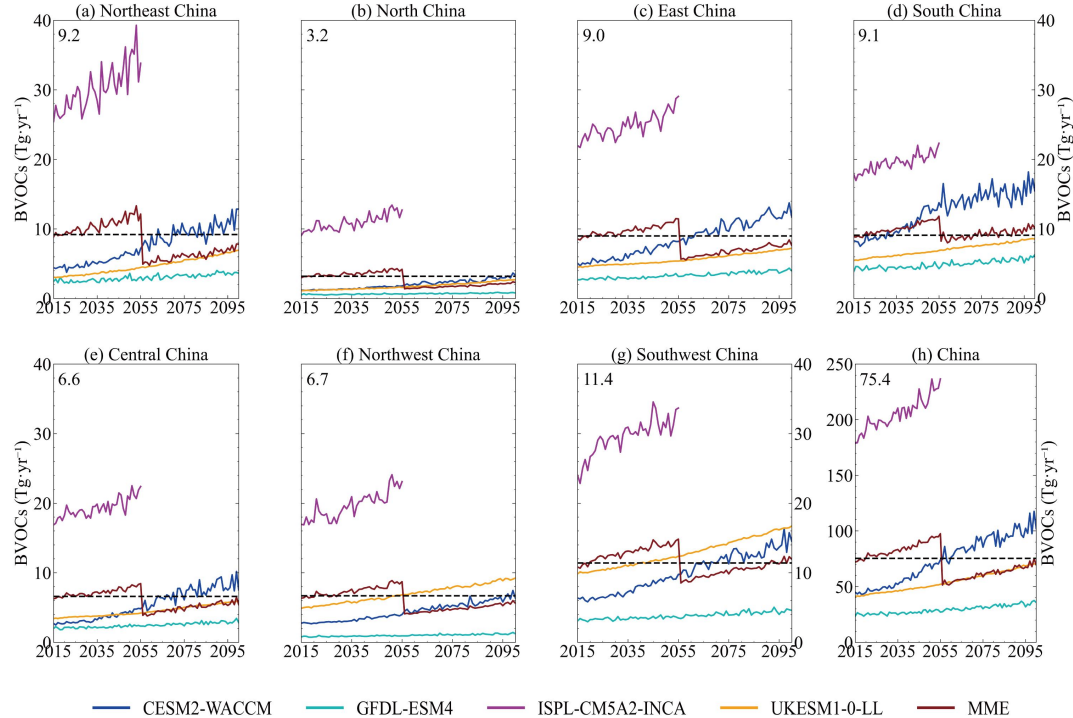 (a) Northeast China (b) North China (c) East China (d) South China
40 40
9.2 3.2 9.0 9.1
30 30
20 20
10 10
0 0
BVOCs (Tg·yr⁻¹) BVOCs (Tg·yr⁻¹)
2015 2035 2055 2075 2095 2015 2035 2055 2075 2095 2015 2035 2055 2075 2095 2015 2035 2055 2075 2095
(e) Central China (f) Northwest China (g) Southwest China (h) China
40 40 40 250
6.6 6.7 11.4 75.4
200
30 30 30
150
20 20 20
100
10 10 10
50
0 0 0 0
BVOCs (Tg·yr⁻¹) BVOCs (Tg·yr⁻¹)
2015 2035 2055 2075 2095 2015 2035 2055 2075 2095 2015 2035 2055 2075 2095 2015 2035 2055 2075 2095
CESM2-WACCM GFDL-ESM4 ISPL-CM5A2-INCA UKESM1-0-LL MME